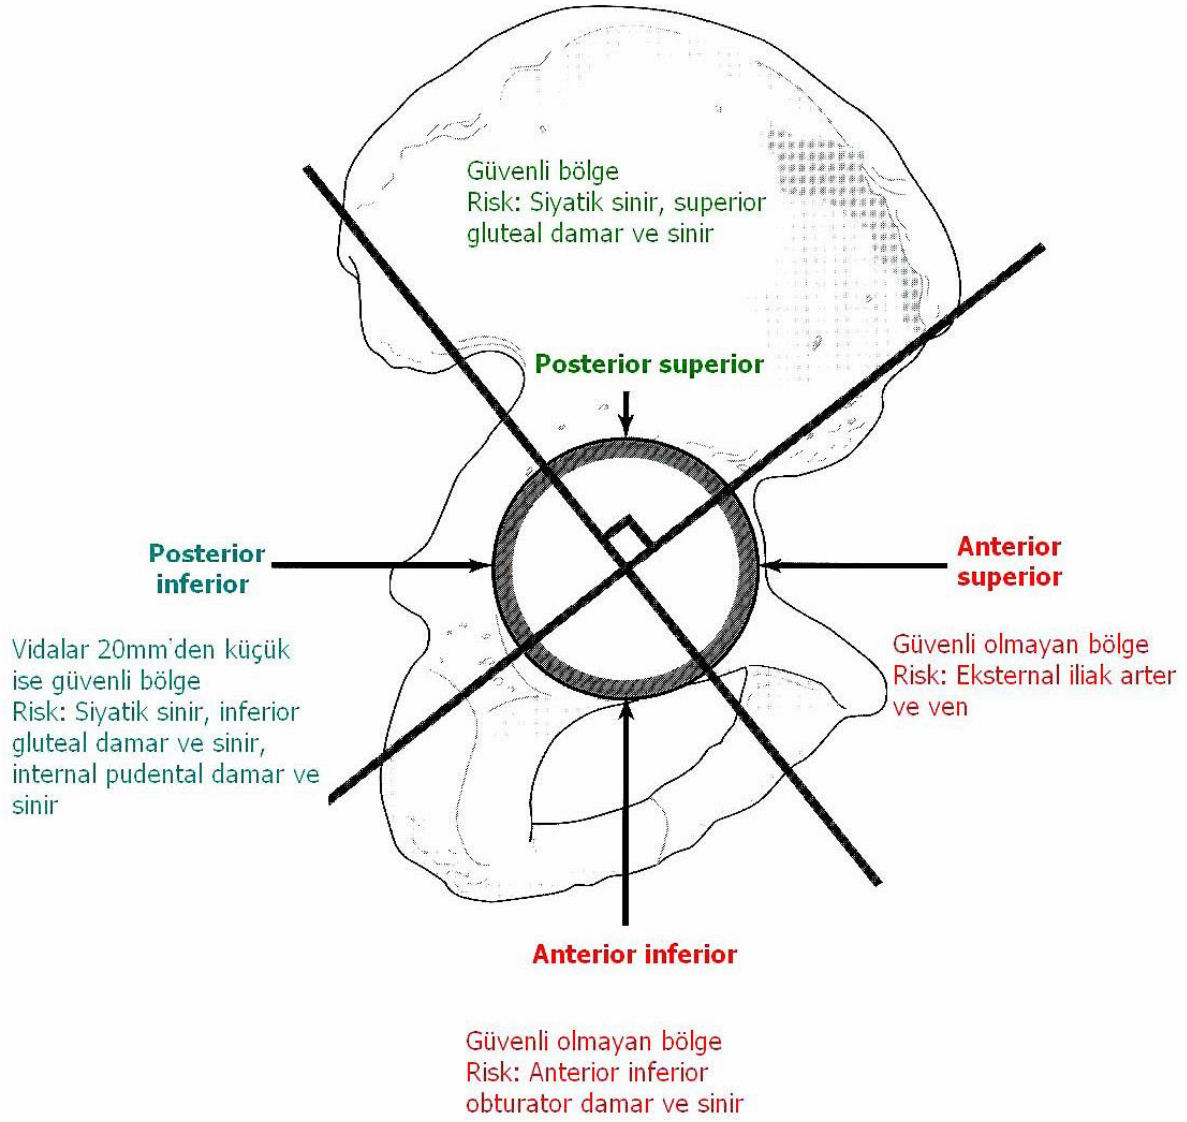 Güvenli bölge
Risk: Siyatik sinir, superior
gluteal damar ve sinir
Posterior superior
Posterior
inferior
Vidalar 20mm'den küçük
ise güvenli bölge
Risk: Siyatik sinir, inferior
gluteal damar ve sinir,
internal pudental damar ve
sinir
Anterior
superior
Güvenli olmayan bölge
Risk: Eksternal iliak arter
ve ven
Anterior inferior
Güvenli olmayan bölge
Risk: Anterior inferior
obturator damar ve sinir